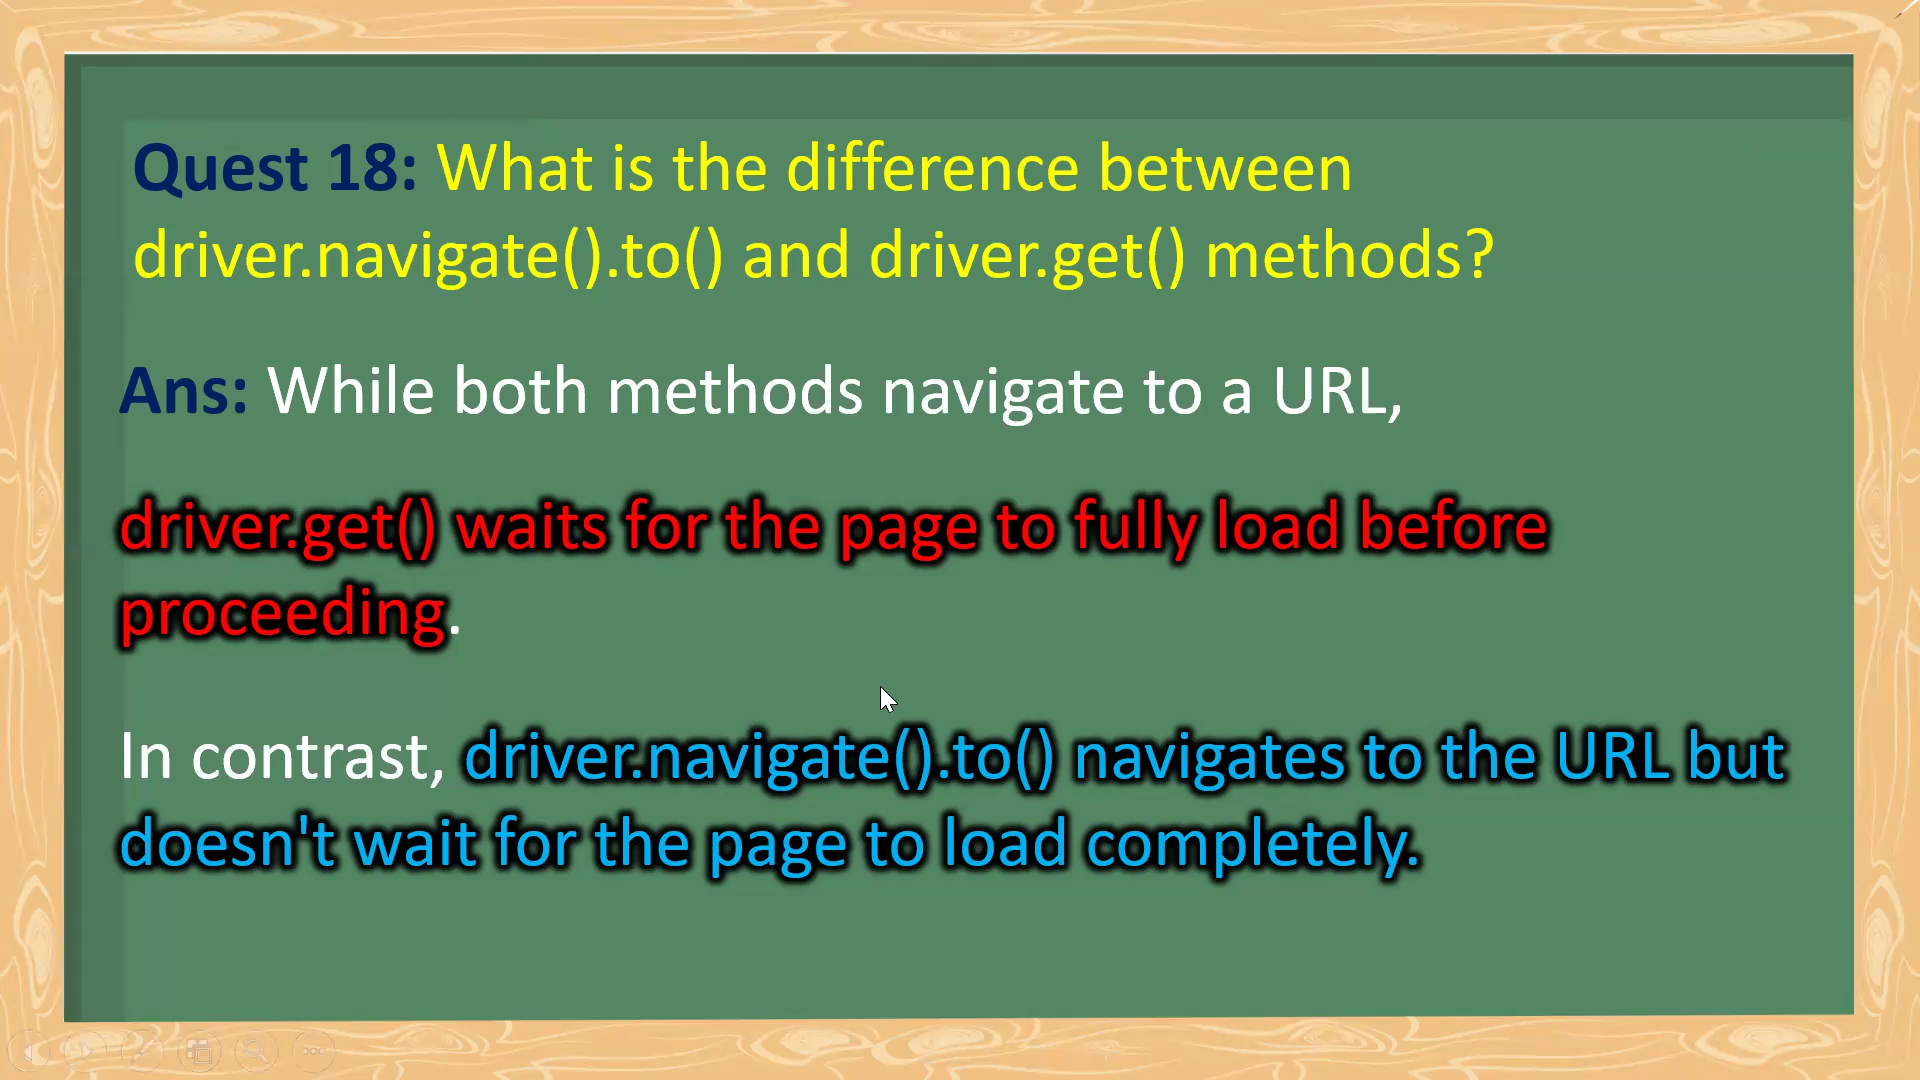 Quest 18: What is the difference between
driver.navigate().to() and driver.get() methods?
Ans: While both methods navigate to a URL,
driver.get() waits for the page to fully load before
proceeding.
In contrast, driver.navigate().to() navigates to the URL but
doesn't wait for the page to load completely.